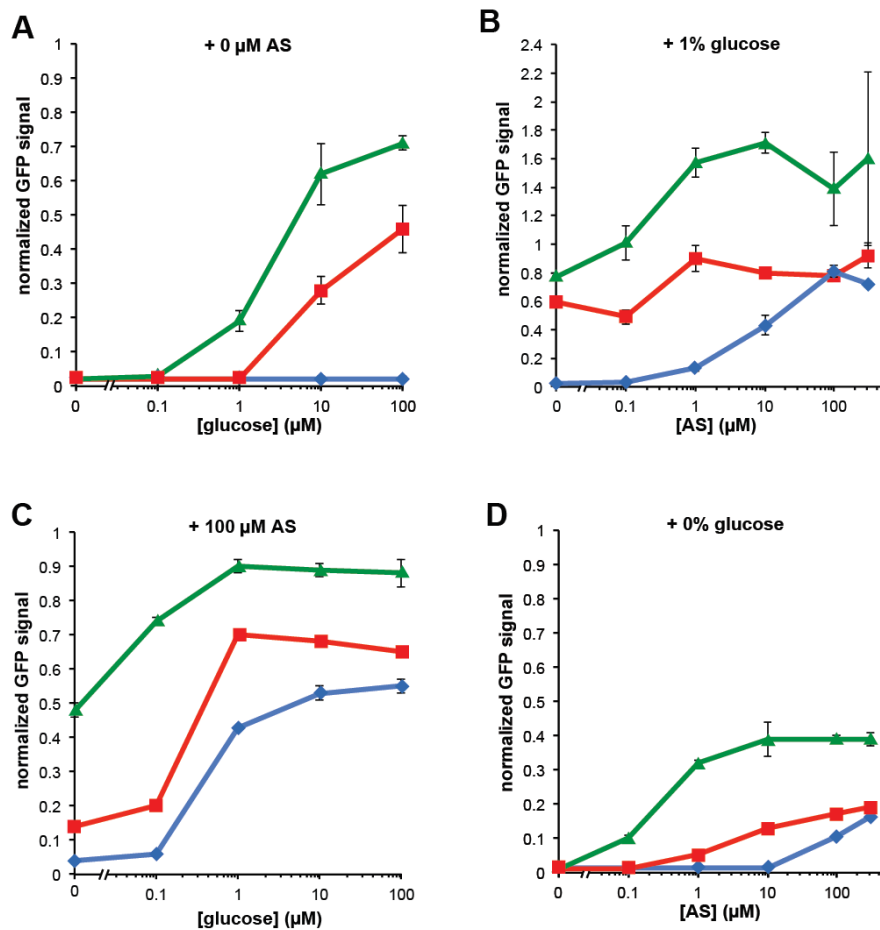 A
+ 0 µM AS
1
0.9
0.8
0.7
0.6
0.5
0.4
0.3
0.2
0.1
0
normalized GFP signal
0 0.1 1 10 100
[glucose] (µM)
B
+ 1% glucose
2.4
2.2
2
1.8
1.6
1.4
1.2
1
0.8
0.6
0.4
0.2
0
normalized GFP signal
0 0.1 1 10 100
[AS] (µM)
C
+ 100 µM AS
1
0.9
0.8
0.7
0.6
0.5
0.4
0.3
0.2
0.1
0
normalized GFP signal
0 0.1 1 10 100
[glucose] (µM)
D
+ 0% glucose
1
0.9
0.8
0.7
0.6
0.5
0.4
0.3
0.2
0.1
0
normalized GFP signal
0 0.1 1 10 100
[AS] (µM)